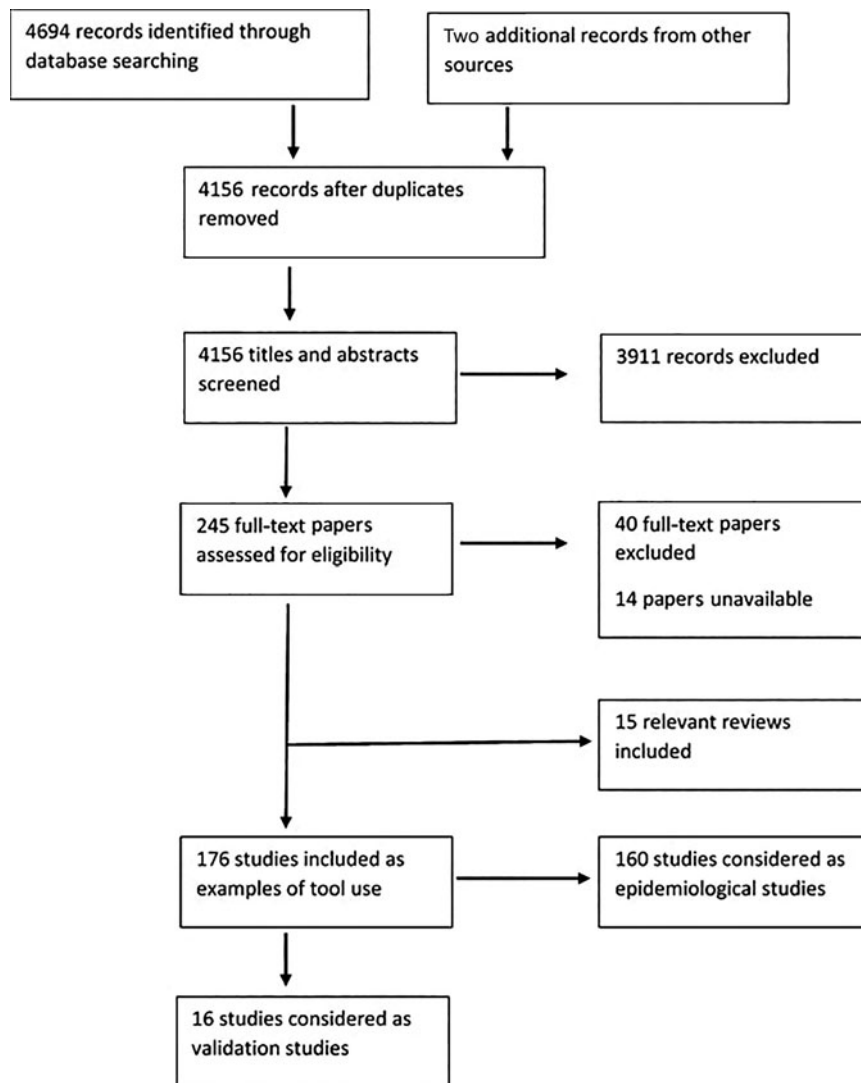 4694 records identified through
database searching
Two additional records from other
sources
4156 records after duplicates
removed
4156 titles and abstracts
screened
3911 records excluded
245 full-text papers
assessed for eligibility
40 full-text papers
excluded
14 papers unavailable
15 relevant reviews
included
176 studies included as
examples of tool use
160 studies considered as
epidemiological studies
16 studies considered as
validation studies